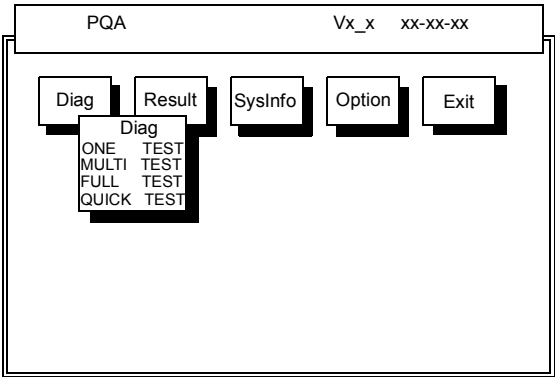 PQA Vx_x xx-xx-xx
Diag Result SysInfo Option Exit
Diag
ONE TEST
MULTI TEST
FULL TEST
QUICK TEST